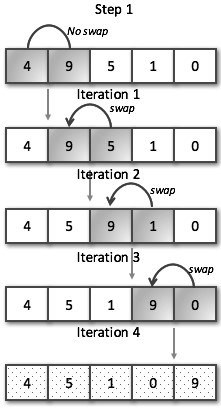 Step 1
No swap
4 9 5 1 0
Iteration 1
swap
4 9 5 1 0
Iteration 2
swap
4 5 9 1 0
Iteration 3
swap
4 5 1 9 0
Iteration 4
4 5 1 0 9